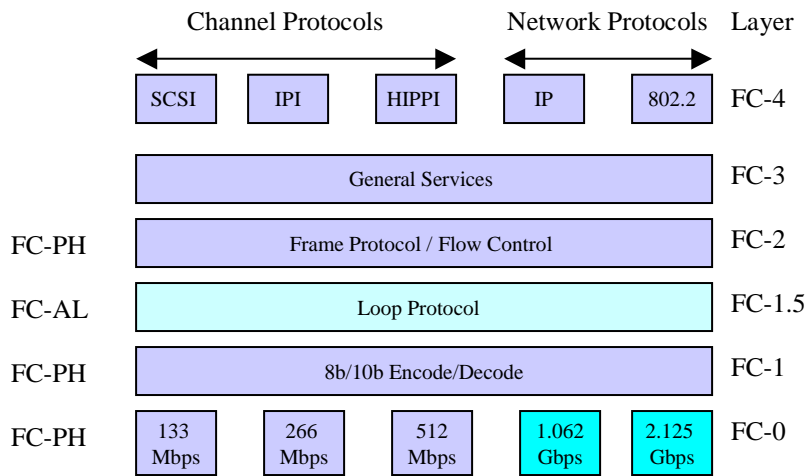 Channel Protocols Network Protocols Layer
SCSI IPI HIPPI IP 802.2 FC-4
General Services FC-3
FC-PH Frame Protocol / Flow Control FC-2
FC-AL Loop Protocol FC-1.5
FC-PH 8b/10b Encode/Decode FC-1
FC-PH 133 Mbps 266 Mbps 512 Mbps 1.062 Gbps 2.125 Gbps FC-0